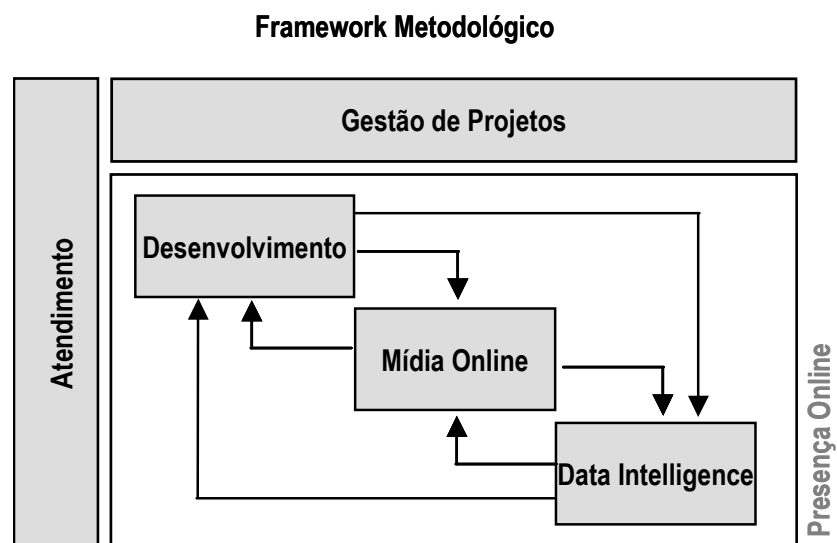 Framework Metodológico
Gestão de Projetos
Atendimento
Desenvolvimento
Mídia Online
Data Intelligence
Presença Online